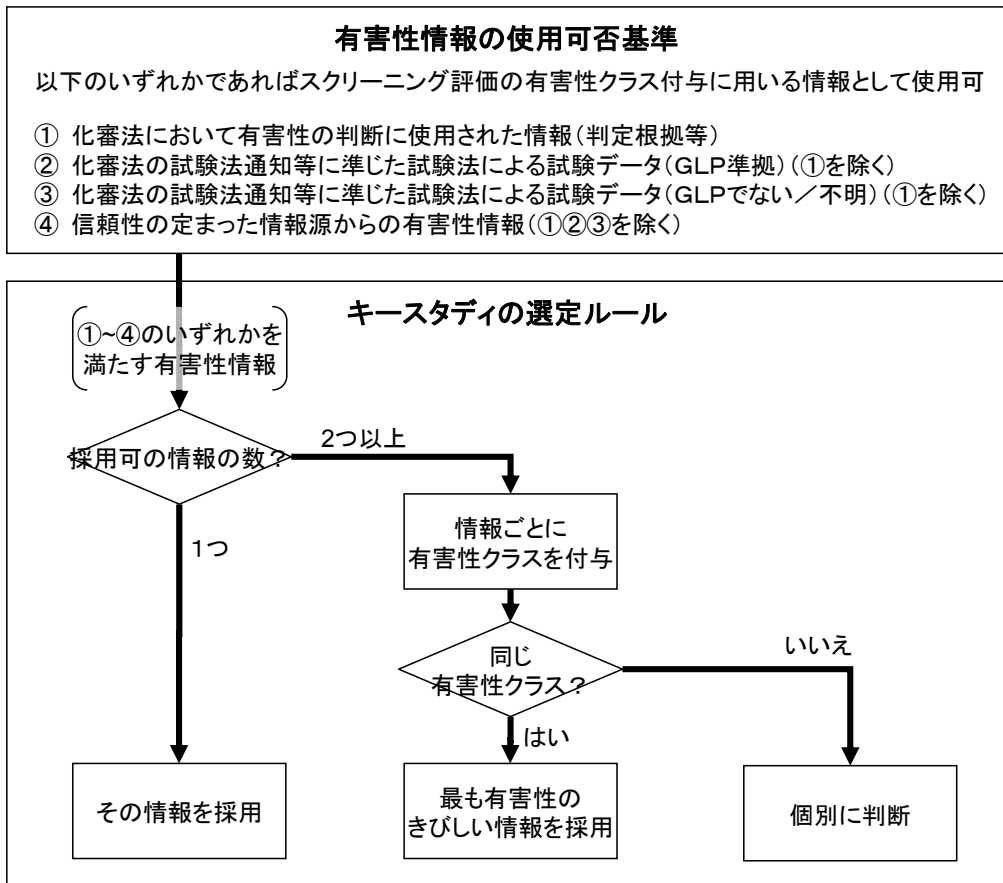 有害性情報の使用可否基準
以下のいずれかであればスクリーニング評価の有害性クラス付与に用いる情報として使用可
① 化審法において有害性の判断に使用された情報(判定根拠等)
② 化審法の試験法通知等に準じた試験法による試験データ(GLP準拠)(①を除く)
③ 化審法の試験法通知等に準じた試験法による試験データ(GLPでない/不明)(①を除く)
④ 信頼性の定まった情報源からの有害性情報(①②③を除く)
キースタディの選定ルール
①~④のいずれかを
満たす有害性情報
採用可の情報の数?
2つ以上
1つ
情報ごとに
有害性クラスを付与
同じ
有害性クラス?
いいえ
はい
その情報を採用
最も有害性の
きびしい情報を採用
個別に判断